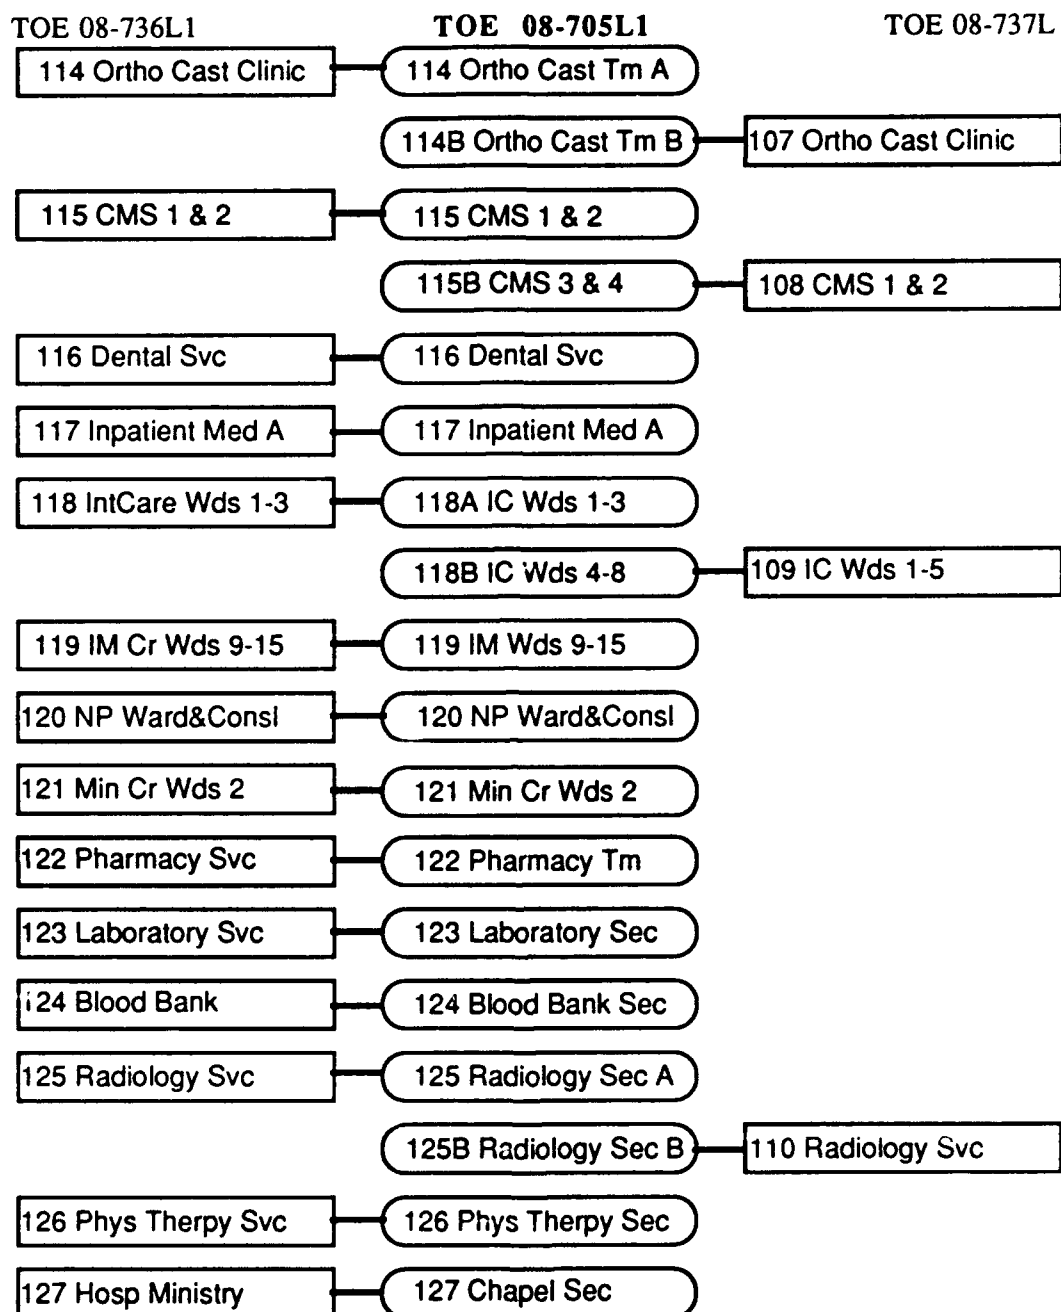 TOE 08-736L1 TOE 08-705L1 TOE 08-737L
114 Ortho Cast Clinic 114 Ortho Cast Tm A
114B Ortho Cast Tm B 107 Ortho Cast Clinic
115 CMS 1 & 2 115 CMS 1 & 2
115B CMS 3 & 4 108 CMS 1 & 2
116 Dental Svc 116 Dental Svc
117 Inpatient Med A 117 Inpatient Med A
118 IntCare Wds 1-3 118A IC Wds 1-3
118B IC Wds 4-8 109 IC Wds 1-5
119 IM Cr Wds 9-15 119 IM Wds 9-15
120 NP Ward&Consl 120 NP Ward&Consl
121 Min Cr Wds 2 121 Min Cr Wds 2
122 Pharmacy Svc 122 Pharmacy Tm
123 Laboratory Svc 123 Laboratory Sec
124 Blood Bank 124 Blood Bank Sec
125 Radiology Svc 125 Radiology Sec A
125B Radiology Sec B 110 Radiology Svc
126 Phys Therpy Svc 126 Phys Therpy Sec
127 Hosp Ministry 127 Chapel Sec